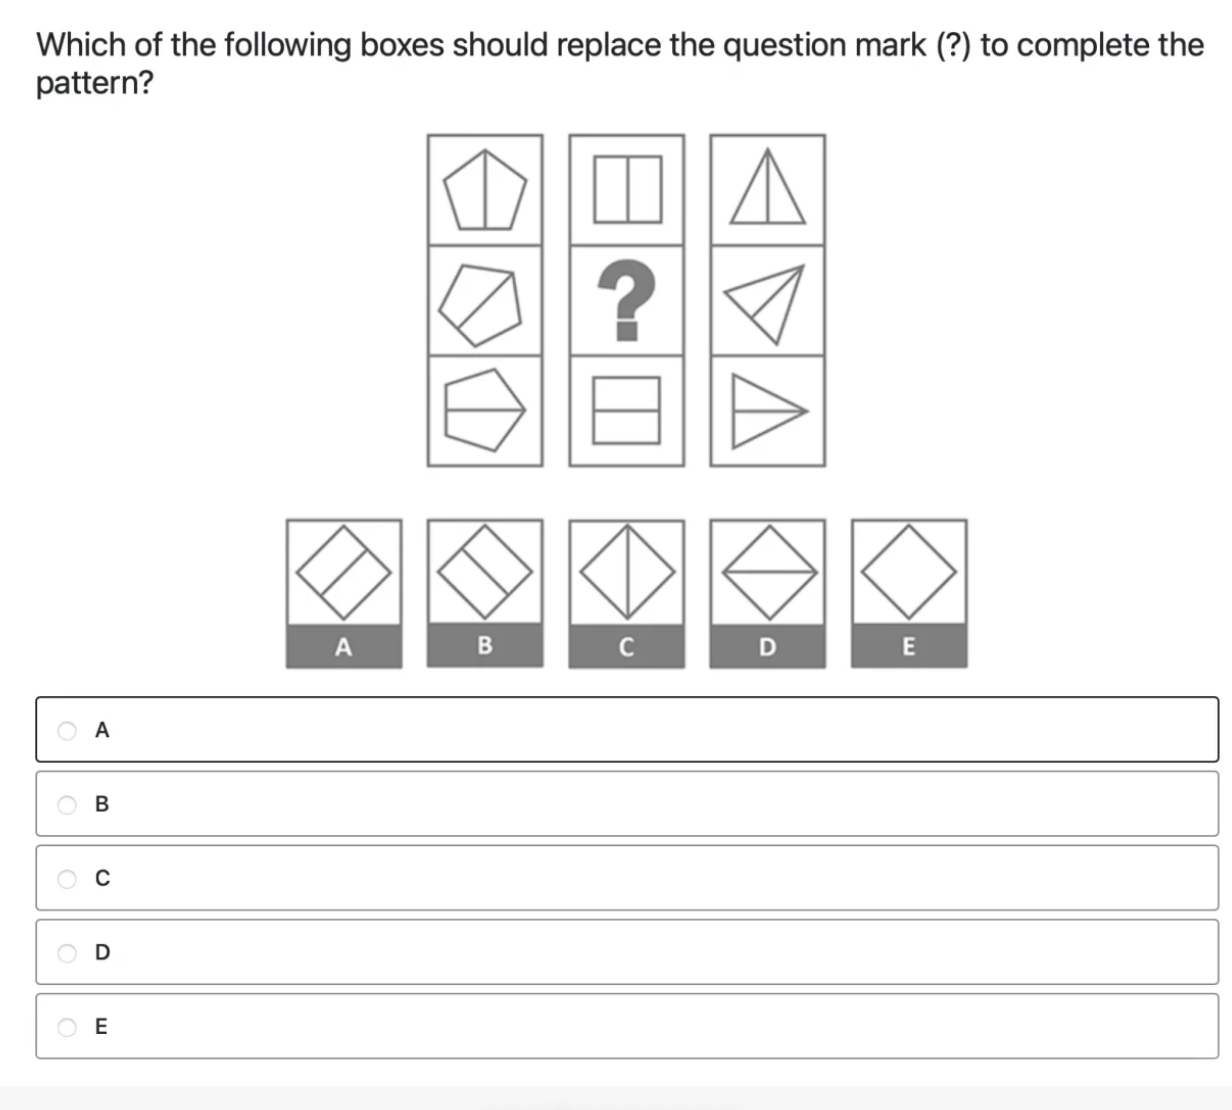 Which of the following boxes should replace the question mark (?) to complete the
pattern?
?
A B C D E
A
B
C
D
E